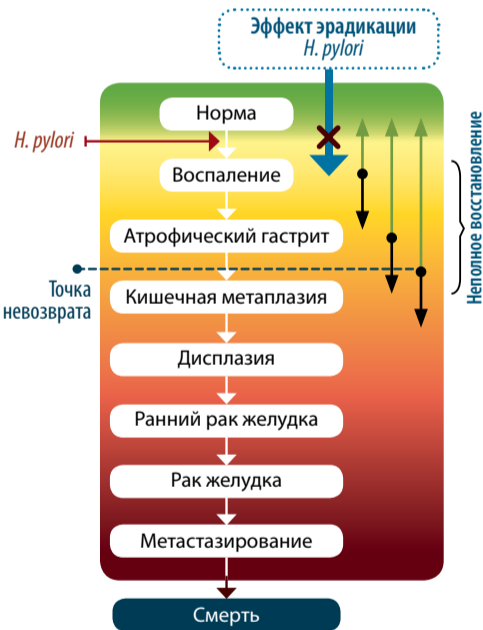 Эффект эрадикации
H. pylori
Норма
H. pylori
Воспаление
Атрофический гастрит
Точка
невозврата
Кишечная метаплазия
Дисплазия
Ранний рак желудка
Рак желудка
Метастазирование
Смерть
Неполное восстановление